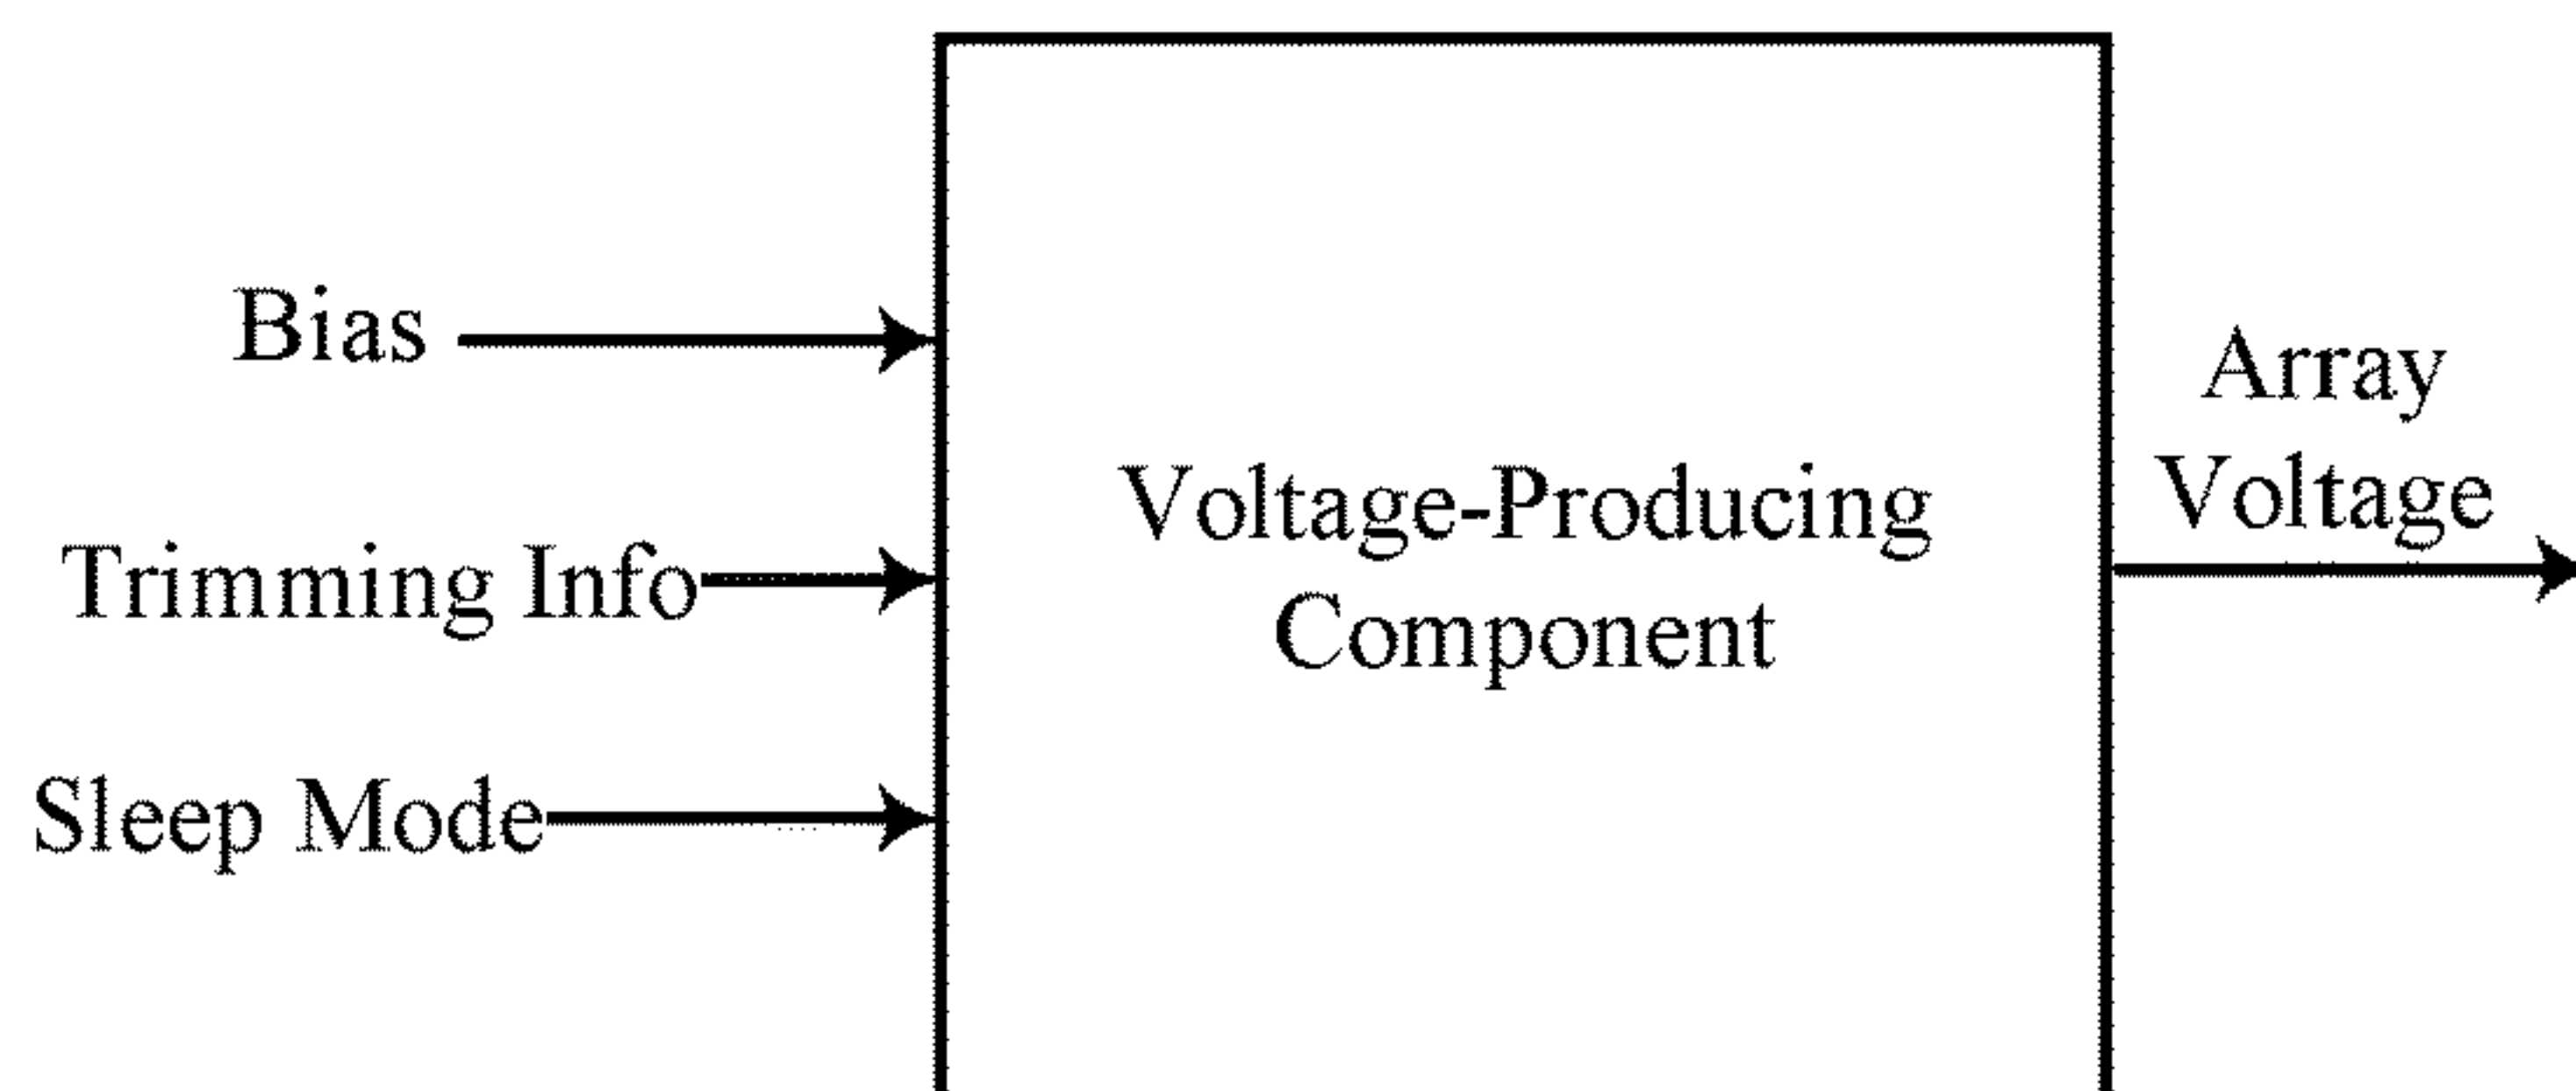 Bias
Trimming Info
Sleep Mode
Voltage-Producing
Component
Array
Voltage